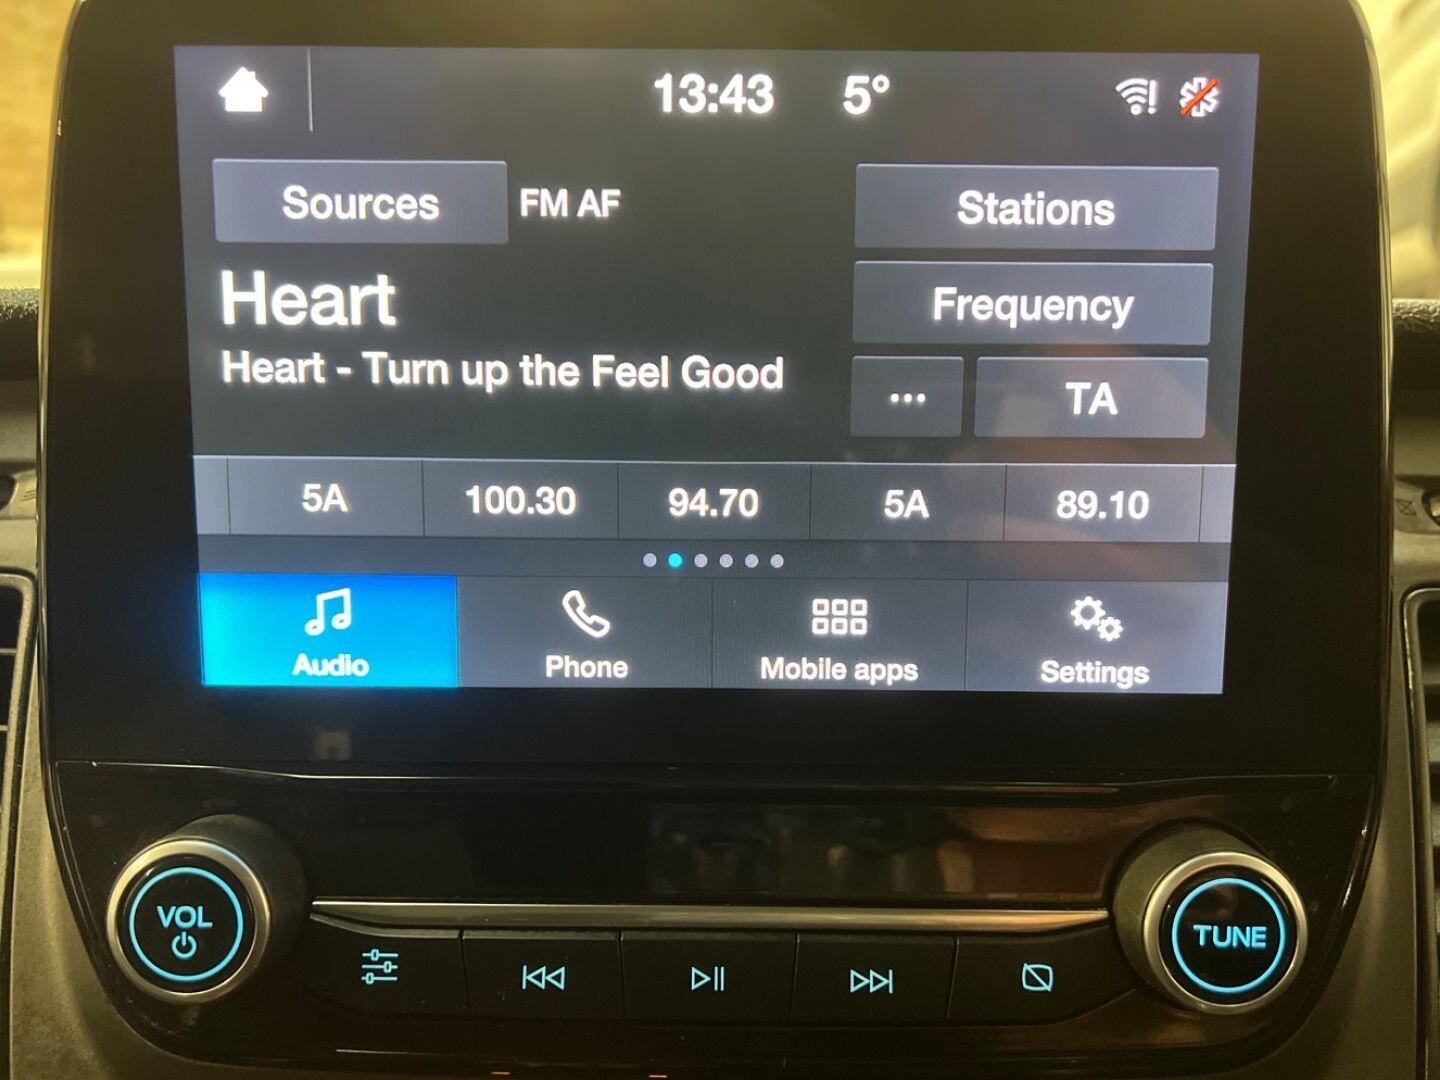 13:43 5°
Sources FM AF Stations
Heart
Frequency
Heart - Turn up the Feel Good
... TA
5A 100.30 94.70 5A 89.10
Audio Phone Mobile apps Settings
VOL
TUNE